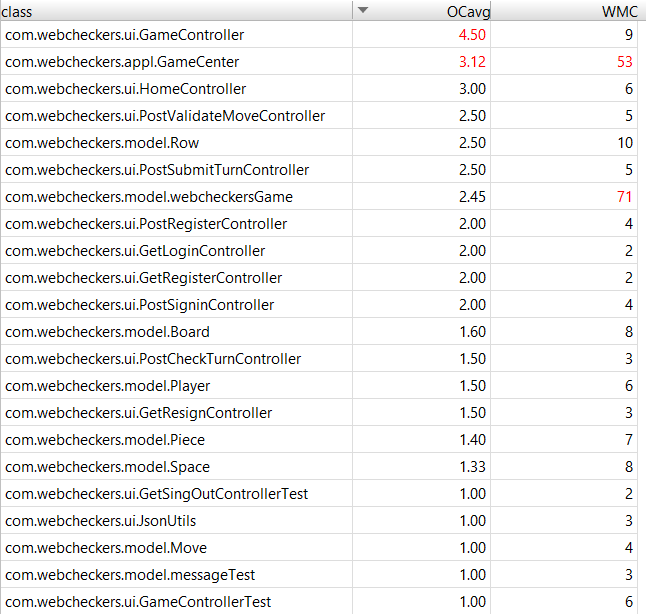 class OCavg WMC
com.webcheckers.ui.GameController 4.50 9
com.webcheckers.appl.GameCenter 3.12 53
com.webcheckers.ui.HomeController 3.00 6
com.webcheckers.ui.PostValidateMoveController 2.50 5
com.webcheckers.model.Row 2.50 10
com.webcheckers.ui.PostSubmitTurnController 2.50 5
com.webcheckers.model.webcheckersGame 2.45 71
com.webcheckers.ui.PostRegisterController 2.00 4
com.webcheckers.ui.GetLoginController 2.00 2
com.webcheckers.ui.GetRegisterController 2.00 2
com.webcheckers.ui.PostSigninController 2.00 4
com.webcheckers.model.Board 1.60 8
com.webcheckers.ui.PostCheckTurnController 1.50 3
com.webcheckers.model.Player 1.50 6
com.webcheckers.ui.GetResignController 1.50 3
com.webcheckers.model.Piece 1.40 7
com.webcheckers.model.Space 1.33 8
com.webcheckers.ui.GetSingOutControllerTest 1.00 2
com.webcheckers.ui.JsonUtils 1.00 3
com.webcheckers.model.Move 1.00 4
com.webcheckers.model.messageTest 1.00 3
com.webcheckers.ui.GameControllerTest 1.00 6